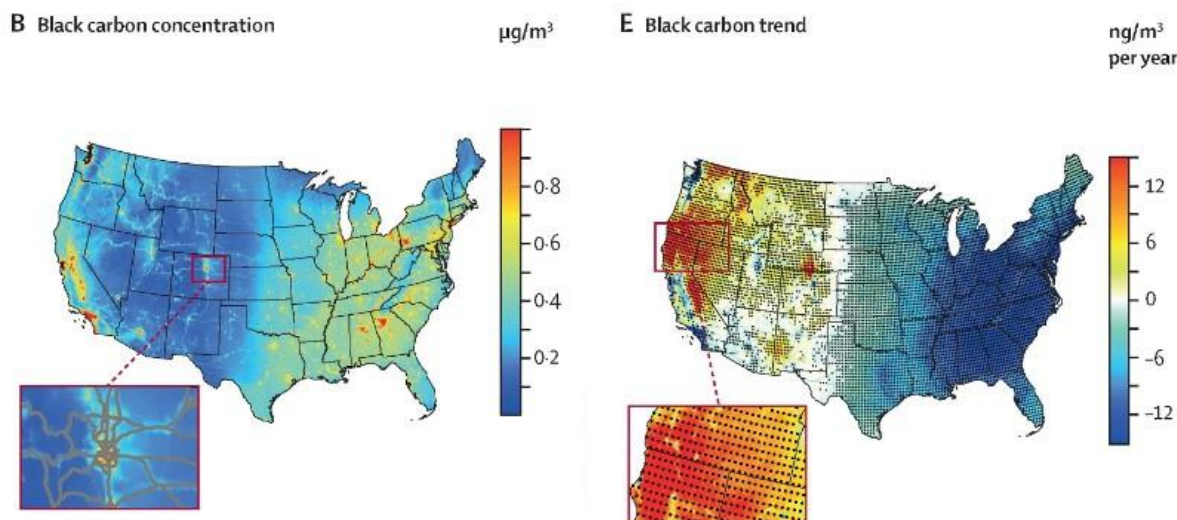 B Black carbon concentration
μg/m³
0·8
0·6
0·4
0·2
E Black carbon trend
ng/m³
per year
12
6
0
–6
–12